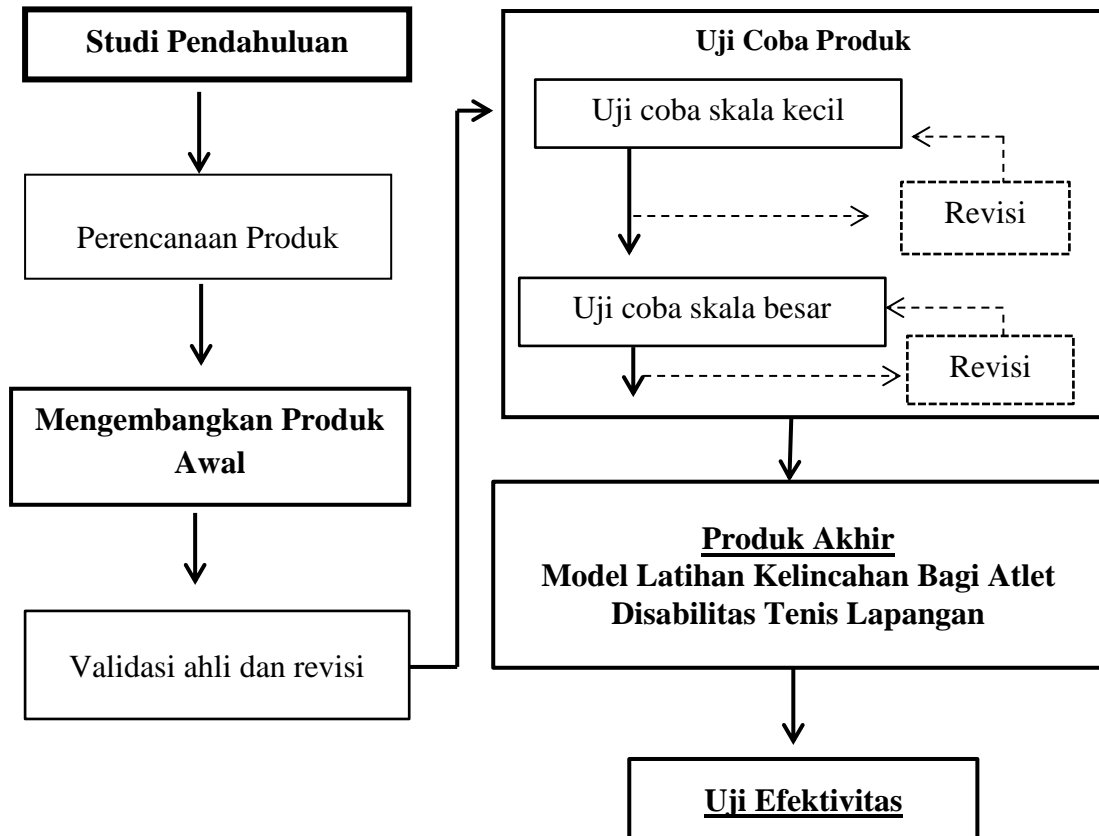 Studi Pendahuluan
Perencanaan Produk
Mengembangkan Produk
Awal
Validasi ahli dan revisi
Uji Coba Produk
Uji coba skala kecil
Revisi
Uji coba skala besar
Revisi
Produk Akhir
Model Latihan Kelincahan Bagi Atlet
Disabilitas Tenis Lapangan
Uji Efektivitas